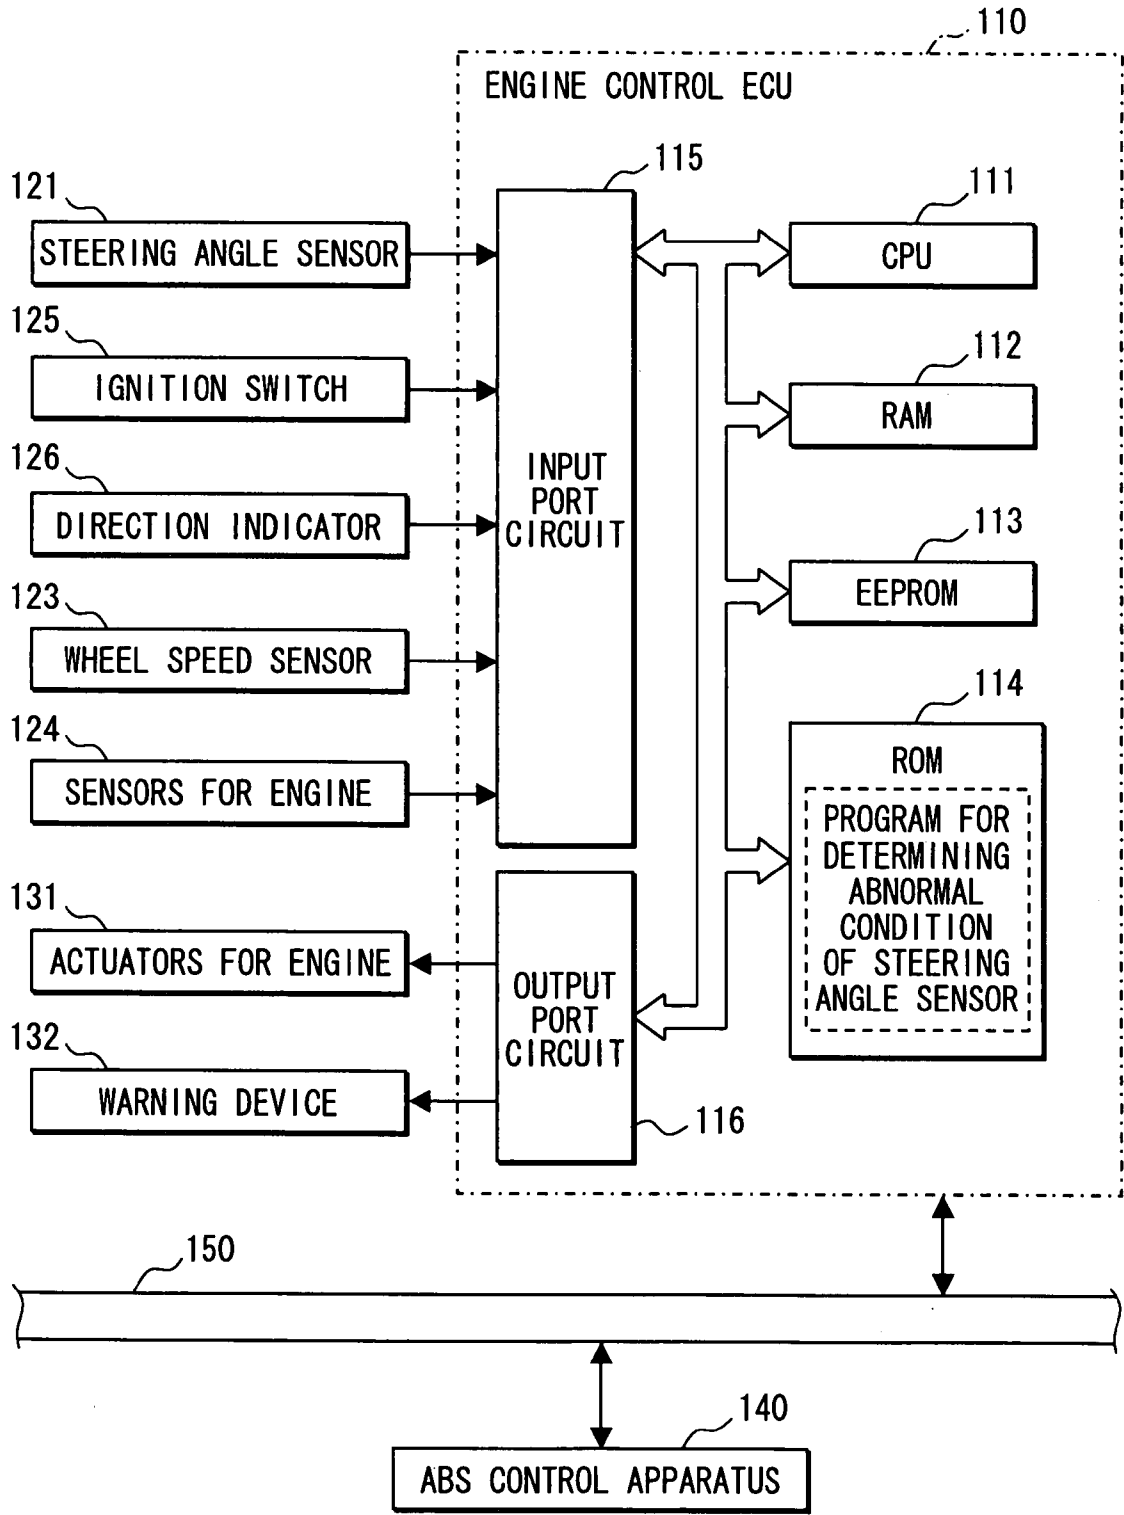 110
ENGINE CONTROL ECU
115
121
STEERING ANGLE SENSOR
111
CPU
125
IGNITION SWITCH
112
RAM
126
DIRECTION INDICATOR
INPUT
PORT
CIRCUIT
113
EEPROM
123
WHEEL SPEED SENSOR
114
ROM
PROGRAM FOR
DETERMINING
ABNORMAL
CONDITION
OF STEERING
ANGLE SENSOR
124
SENSORS FOR ENGINE
131
ACTUATORS FOR ENGINE
OUTPUT
PORT
CIRCUIT
132
WARNING DEVICE
116
150
140
ABS CONTROL APPARATUS